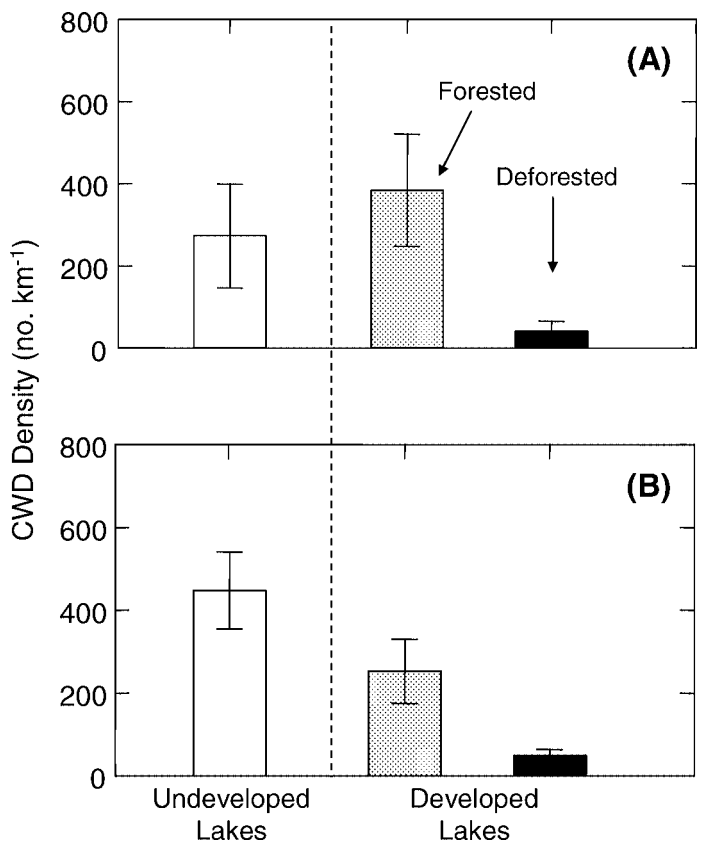 CWD Density (no. km-1)
800
600
400
200
0
(A)
Forested
Deforested
800
600
400
200
0
(B)
Undeveloped
Lakes
Developed
Lakes